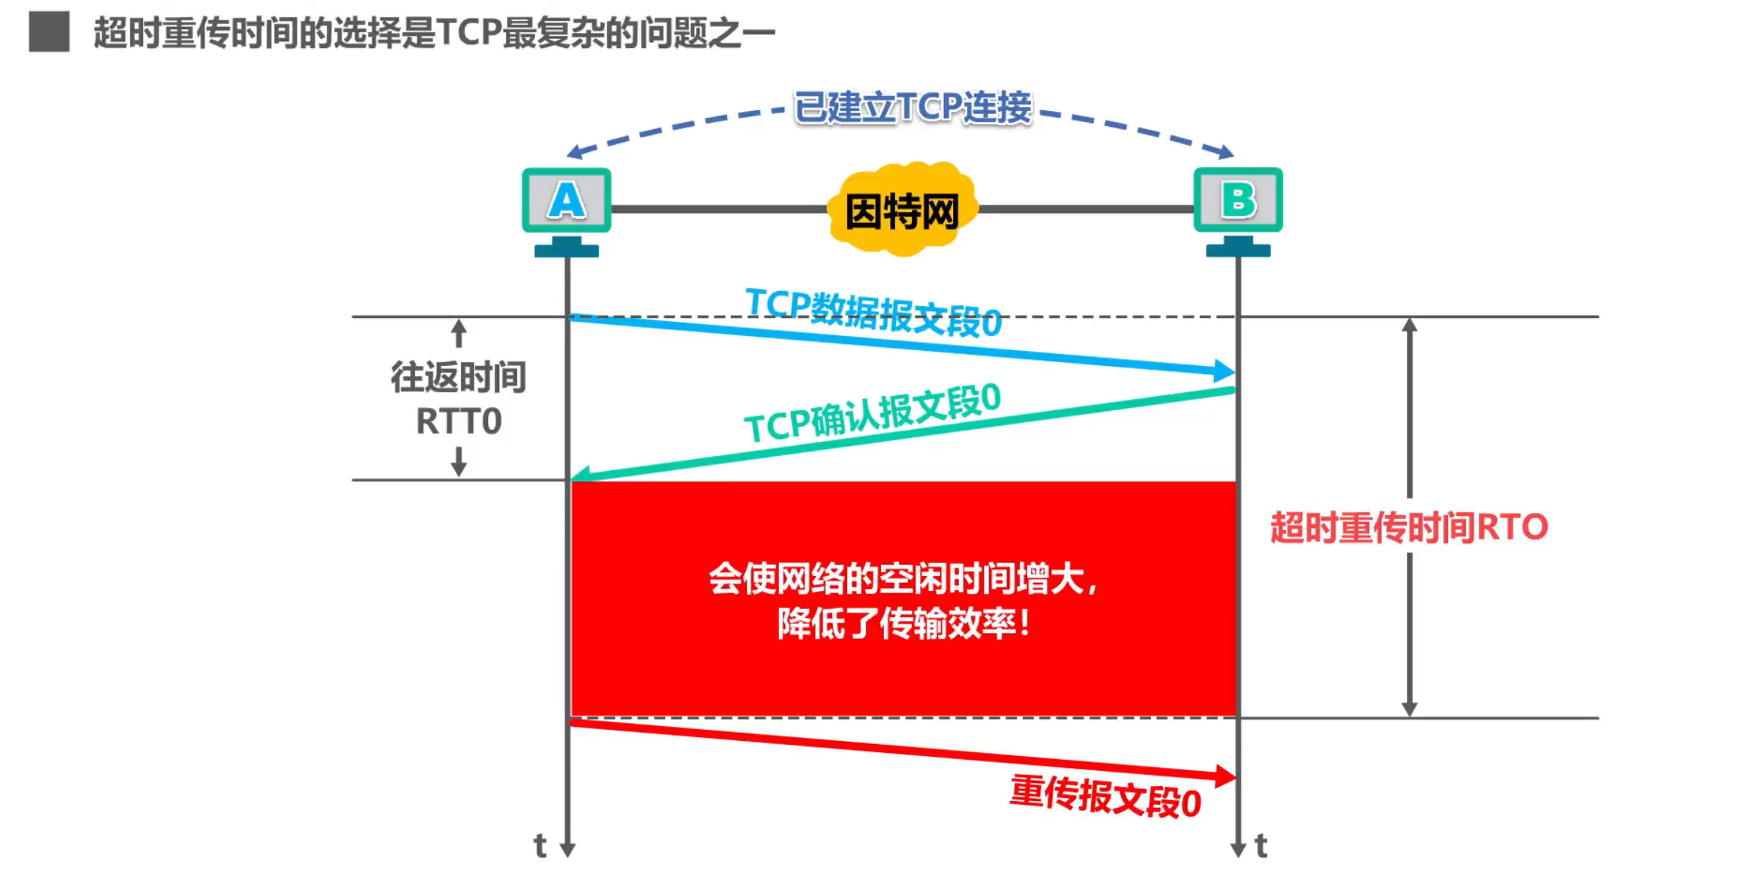 超时重传时间的选择是TCP最复杂的问题之一
已建立TCP连接
A
因特网
B
TCP数据报文段0
往返时间
RTT0
TCP确认报文段0
超时重传时间RTO
会使网络的空闲时间增大，
降低了传输效率！
重传报文段0
t
t